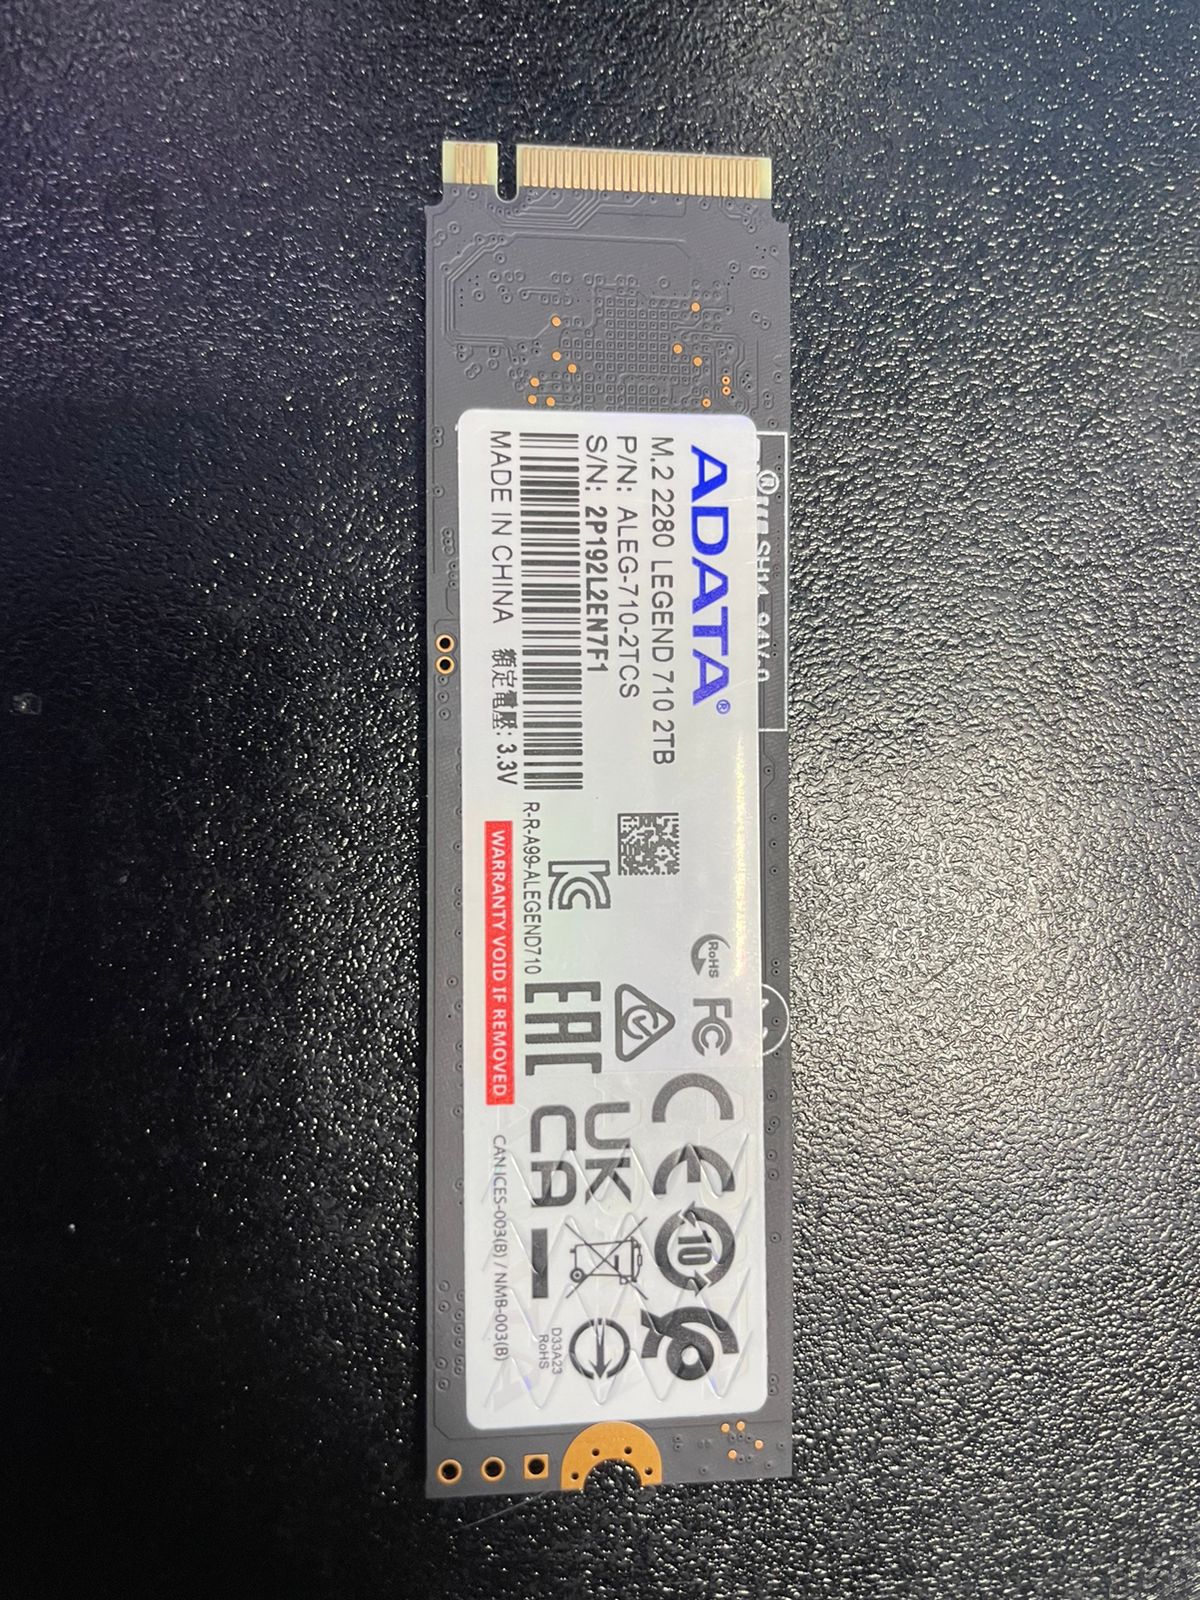 ADATA®
M.2 2280 LEGEND 710 2TB
P/N: ALEG-710-2TCS
S/N: 2P192L2EN7F1
MADE IN CHINA 額定電壓: 3.3V
R-R-A99-ALEGEND710
WARRANTY VOID IF REMOVED
RoHS
FC
CE
10
EAC
UK
CA
D33A23
RoHS
CAN ICES-003(B) / NMB-003(B)
94V-0